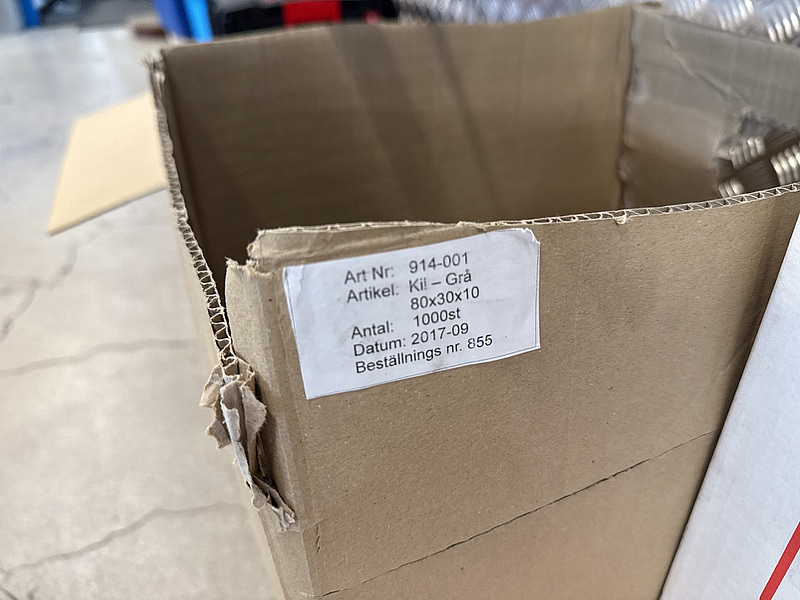 Art Nr: 914-001
Artikel: Kil – Grå
80x30x10
Antal: 1000st
Datum: 2017-09
Beställnings nr. 855